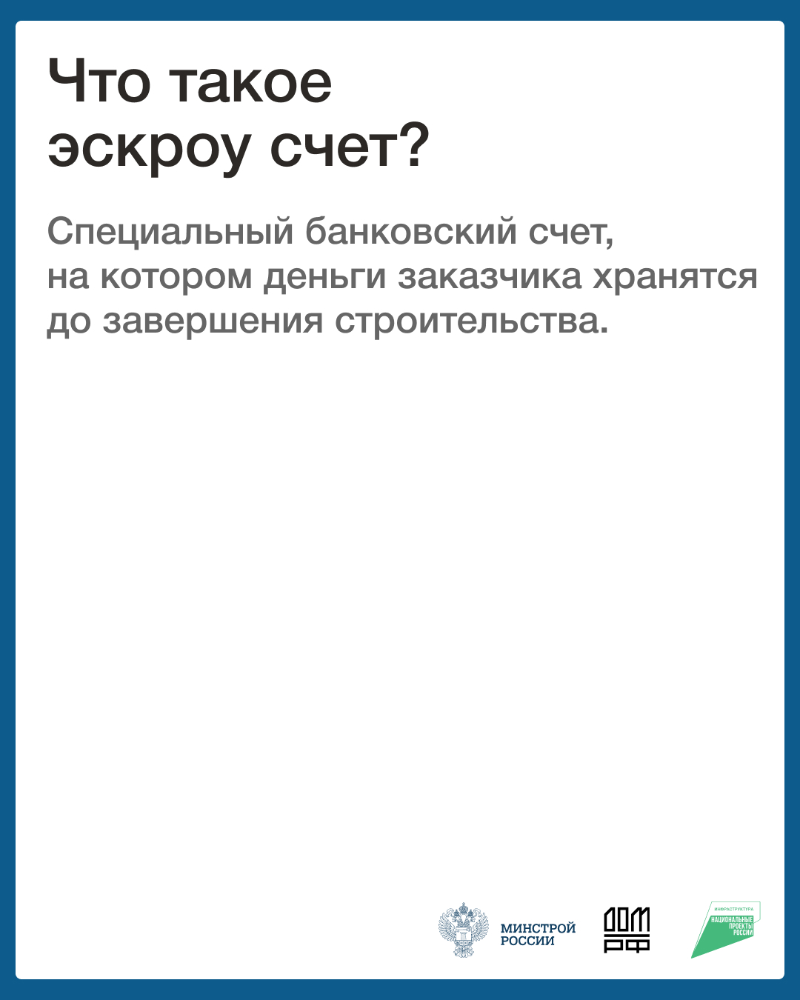 Что такое
эскроу счет?
Специальный банковский счет,
на котором деньги заказчика хранятся
до завершения строительства.
МИНСТРОЙ
РОССИИ
ДОМ
РФ
ИНФРАСТРУКТУРА
НАЦИОНАЛЬНЫЕ
ПРОЕКТЫ
РОССИИ